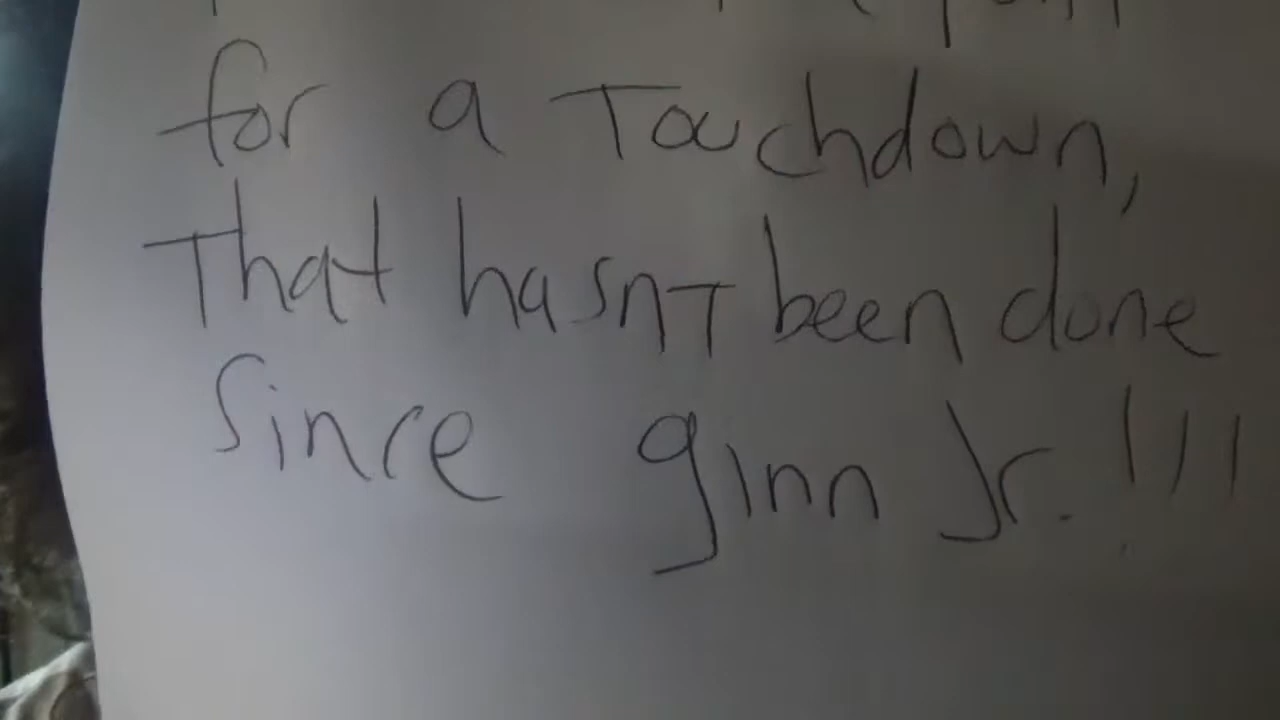 for a Touchdown,
That hasnT been done
Since ginn Jr. !!!